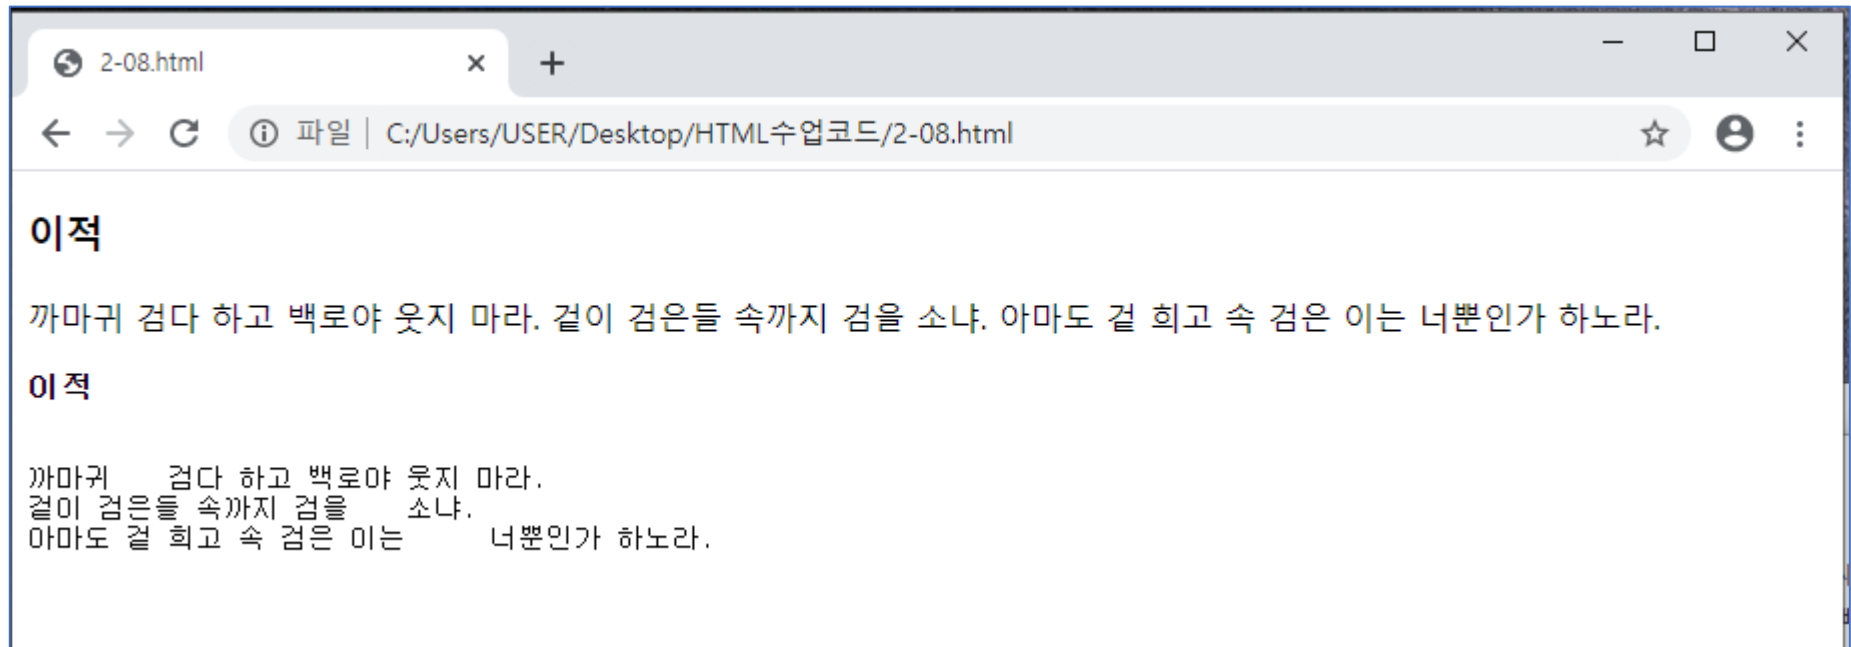 2-08.html
파일 | C:/Users/USER/Desktop/HTML수업코드/2-08.html
이적
까마귀 검다 하고 백로야 웃지 마라. 겉이 검은들 속까지 검을 소냐. 아마도 겉 희고 속 검은 이는 너뿐인가 하노라.
이적
까마귀   검다 하고 백로야 웃지 마라.
겉이 검은들 속까지 검을   소냐.
아마도 겉 희고 속 검은 이는     너뿐인가 하노라.